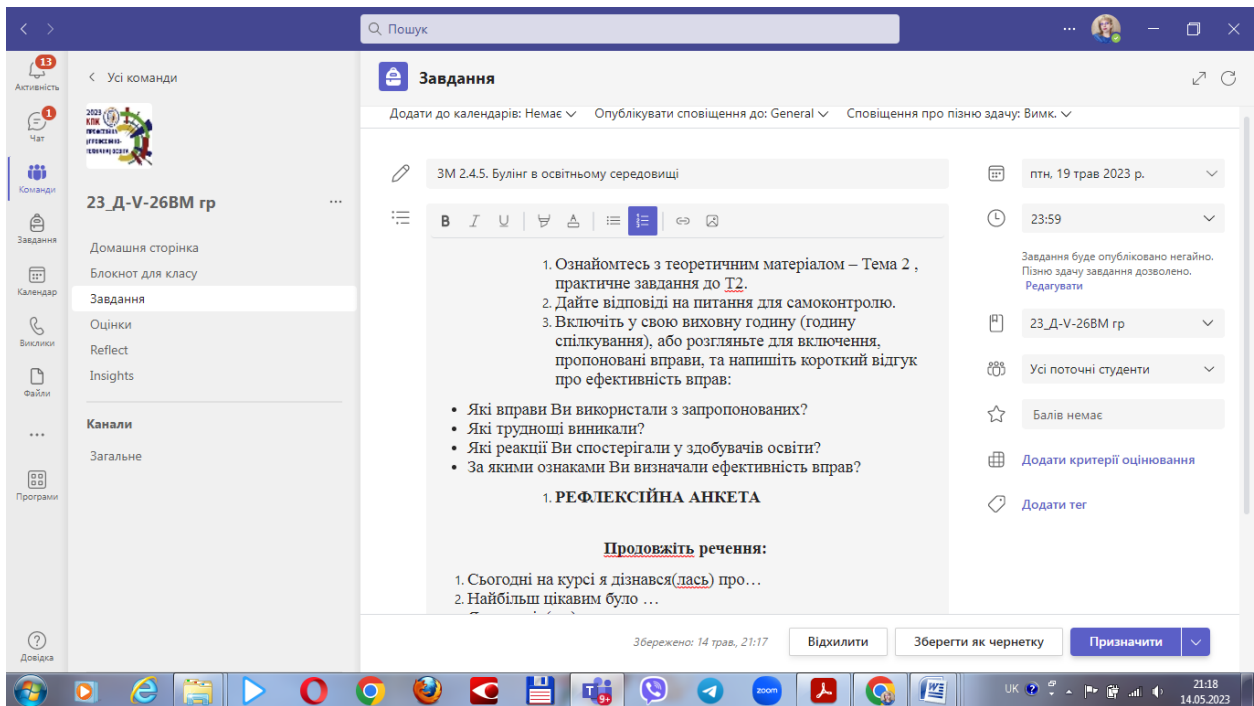 Пошук
13
Активність
1
Чат
Команди
Завдання
Календар
Виклики
Файли
Програми
Довідка
Усі команди
2023
КПК
23_Д-V-26ВМ гр
Домашня сторінка
Блокнот для класу
Завдання
Оцінки
Reflect
Insights
Канали
Загальне
Завдання
Додати до календарів: Немає
Опублікувати сповіщення до: General
Сповіщення про пізню здачу: Вимк.
ЗМ 2.4.5. Булінг в освітньому середовищі
B I U
1. Ознайомтесь з теоретичним матеріалом – Тема 2 ,
практичне завдання до Т2.
2. Дайте відповіді на питання для самоконтролю.
3. Включіть у свою виховну годину (годину
спілкування), або розгляньте для включення,
пропоновані вправи, та напишіть короткий відгук
про ефективність вправ:
• Які вправи Ви використали з запропонованих?
• Які труднощі виникали?
• Які реакції Ви спостерігали у здобувачів освіти?
• За якими ознаками Ви визначали ефективність вправ?
1. РЕФЛЕКСІЙНА АНКЕТА
Продовжіть речення:
1. Сьогодні на курсі я дізнався(лась) про…
2. Найбільш цікавим було …
птн, 19 трав 2023 р.
23:59
Завдання буде опубліковано негайно.
Пізню здачу завдання дозволено.
Редагувати
23_Д-V-26ВМ гр
Усі поточні студенти
Балів немає
Додати критерії оцінювання
Додати тег
Збережено: 14 трав., 21:17
Відхилити
Зберегти як чернетку
Призначити
9+
zoom
UK
21:18
14.05.2023